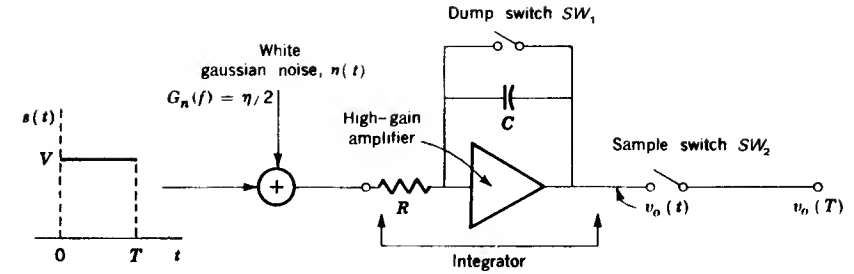 Dump switch SW₁
White
gaussian noise, n(t)
Gₙ(f) = η/2
s(t)
V
0
T
t
+
High-gain
amplifier
C
R
Sample switch SW₂
vₒ(t)
vₒ(T)
Integrator